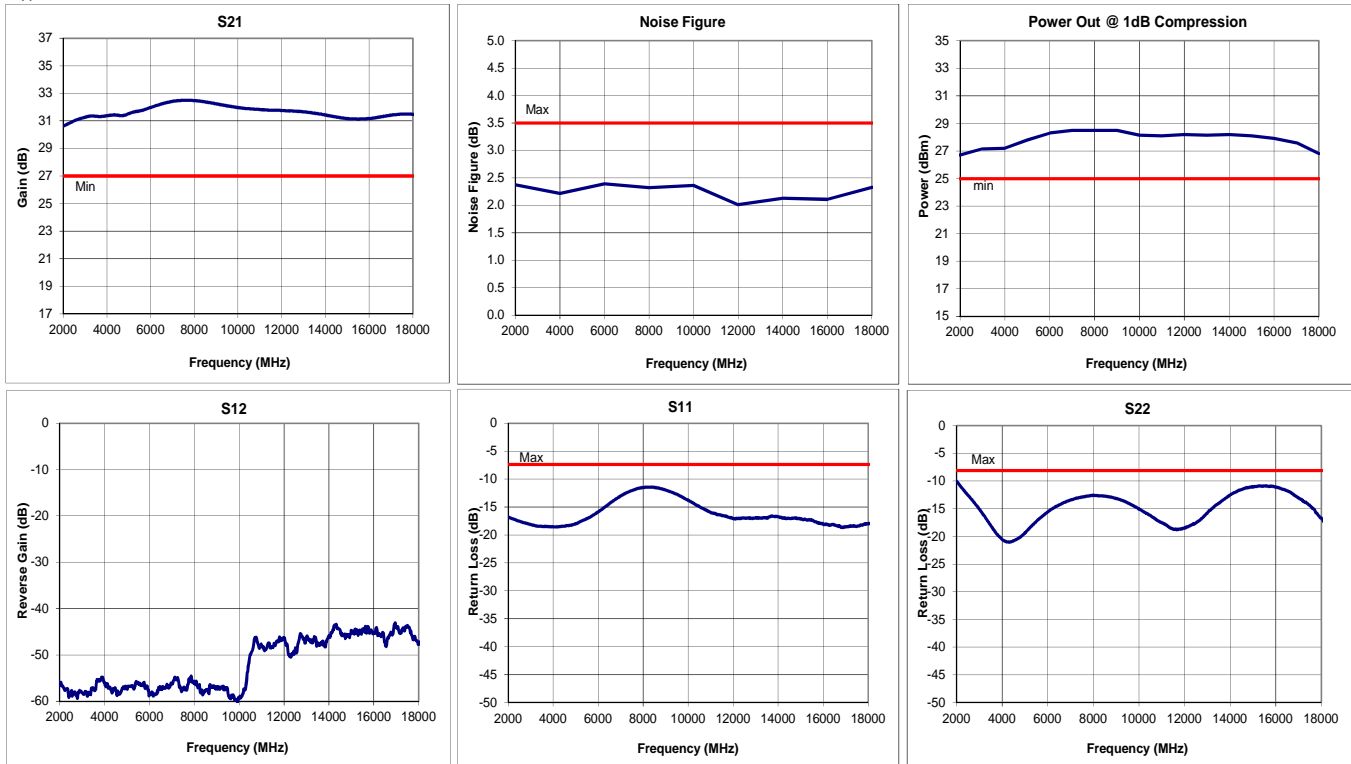 S21
37
35
33
31
29
27
25
23
21
19
17
Gain (dB)
Min
2000 4000 6000 8000 10000 12000 14000 16000 18000
Frequency (MHz)
Noise Figure
5.0
4.5
4.0
3.5
3.0
2.5
2.0
1.5
1.0
0.5
0.0
Noise Figure (dB)
Max
2000 4000 6000 8000 10000 12000 14000 16000 18000
Frequency (MHz)
Power Out @ 1dB Compression
35
33
31
29
27
25
23
21
19
17
15
Power (dBm)
min
2000 4000 6000 8000 10000 12000 14000 16000 18000
Frequency (MHz)
S12
0
-10
-20
-30
-40
-50
-60
Reverse Gain (dB)
2000 4000 6000 8000 10000 12000 14000 16000 18000
Frequency (MHz)
S11
0
-5
-10
-15
-20
-25
-30
-35
-40
-45
-50
Return Loss (dB)
Max
2000 4000 6000 8000 10000 12000 14000 16000 18000
Frequency (MHz)
S22
0
-5
-10
-15
-20
-25
-30
-35
-40
-45
-50
Return Loss (dB)
Max
2000 4000 6000 8000 10000 12000 14000 16000 18000
Frequency (MHz)